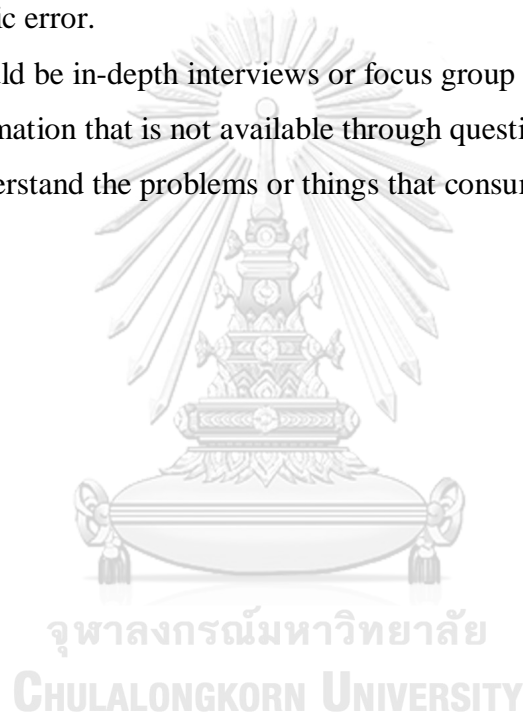 ic error.
ld be in-depth interviews or focus group
mation that is not available through questi
erstand the problems or things that consu
จุฬาลงกรณ์มหาวิทยาลัย
CHULALONGKORN UNIVERSITY